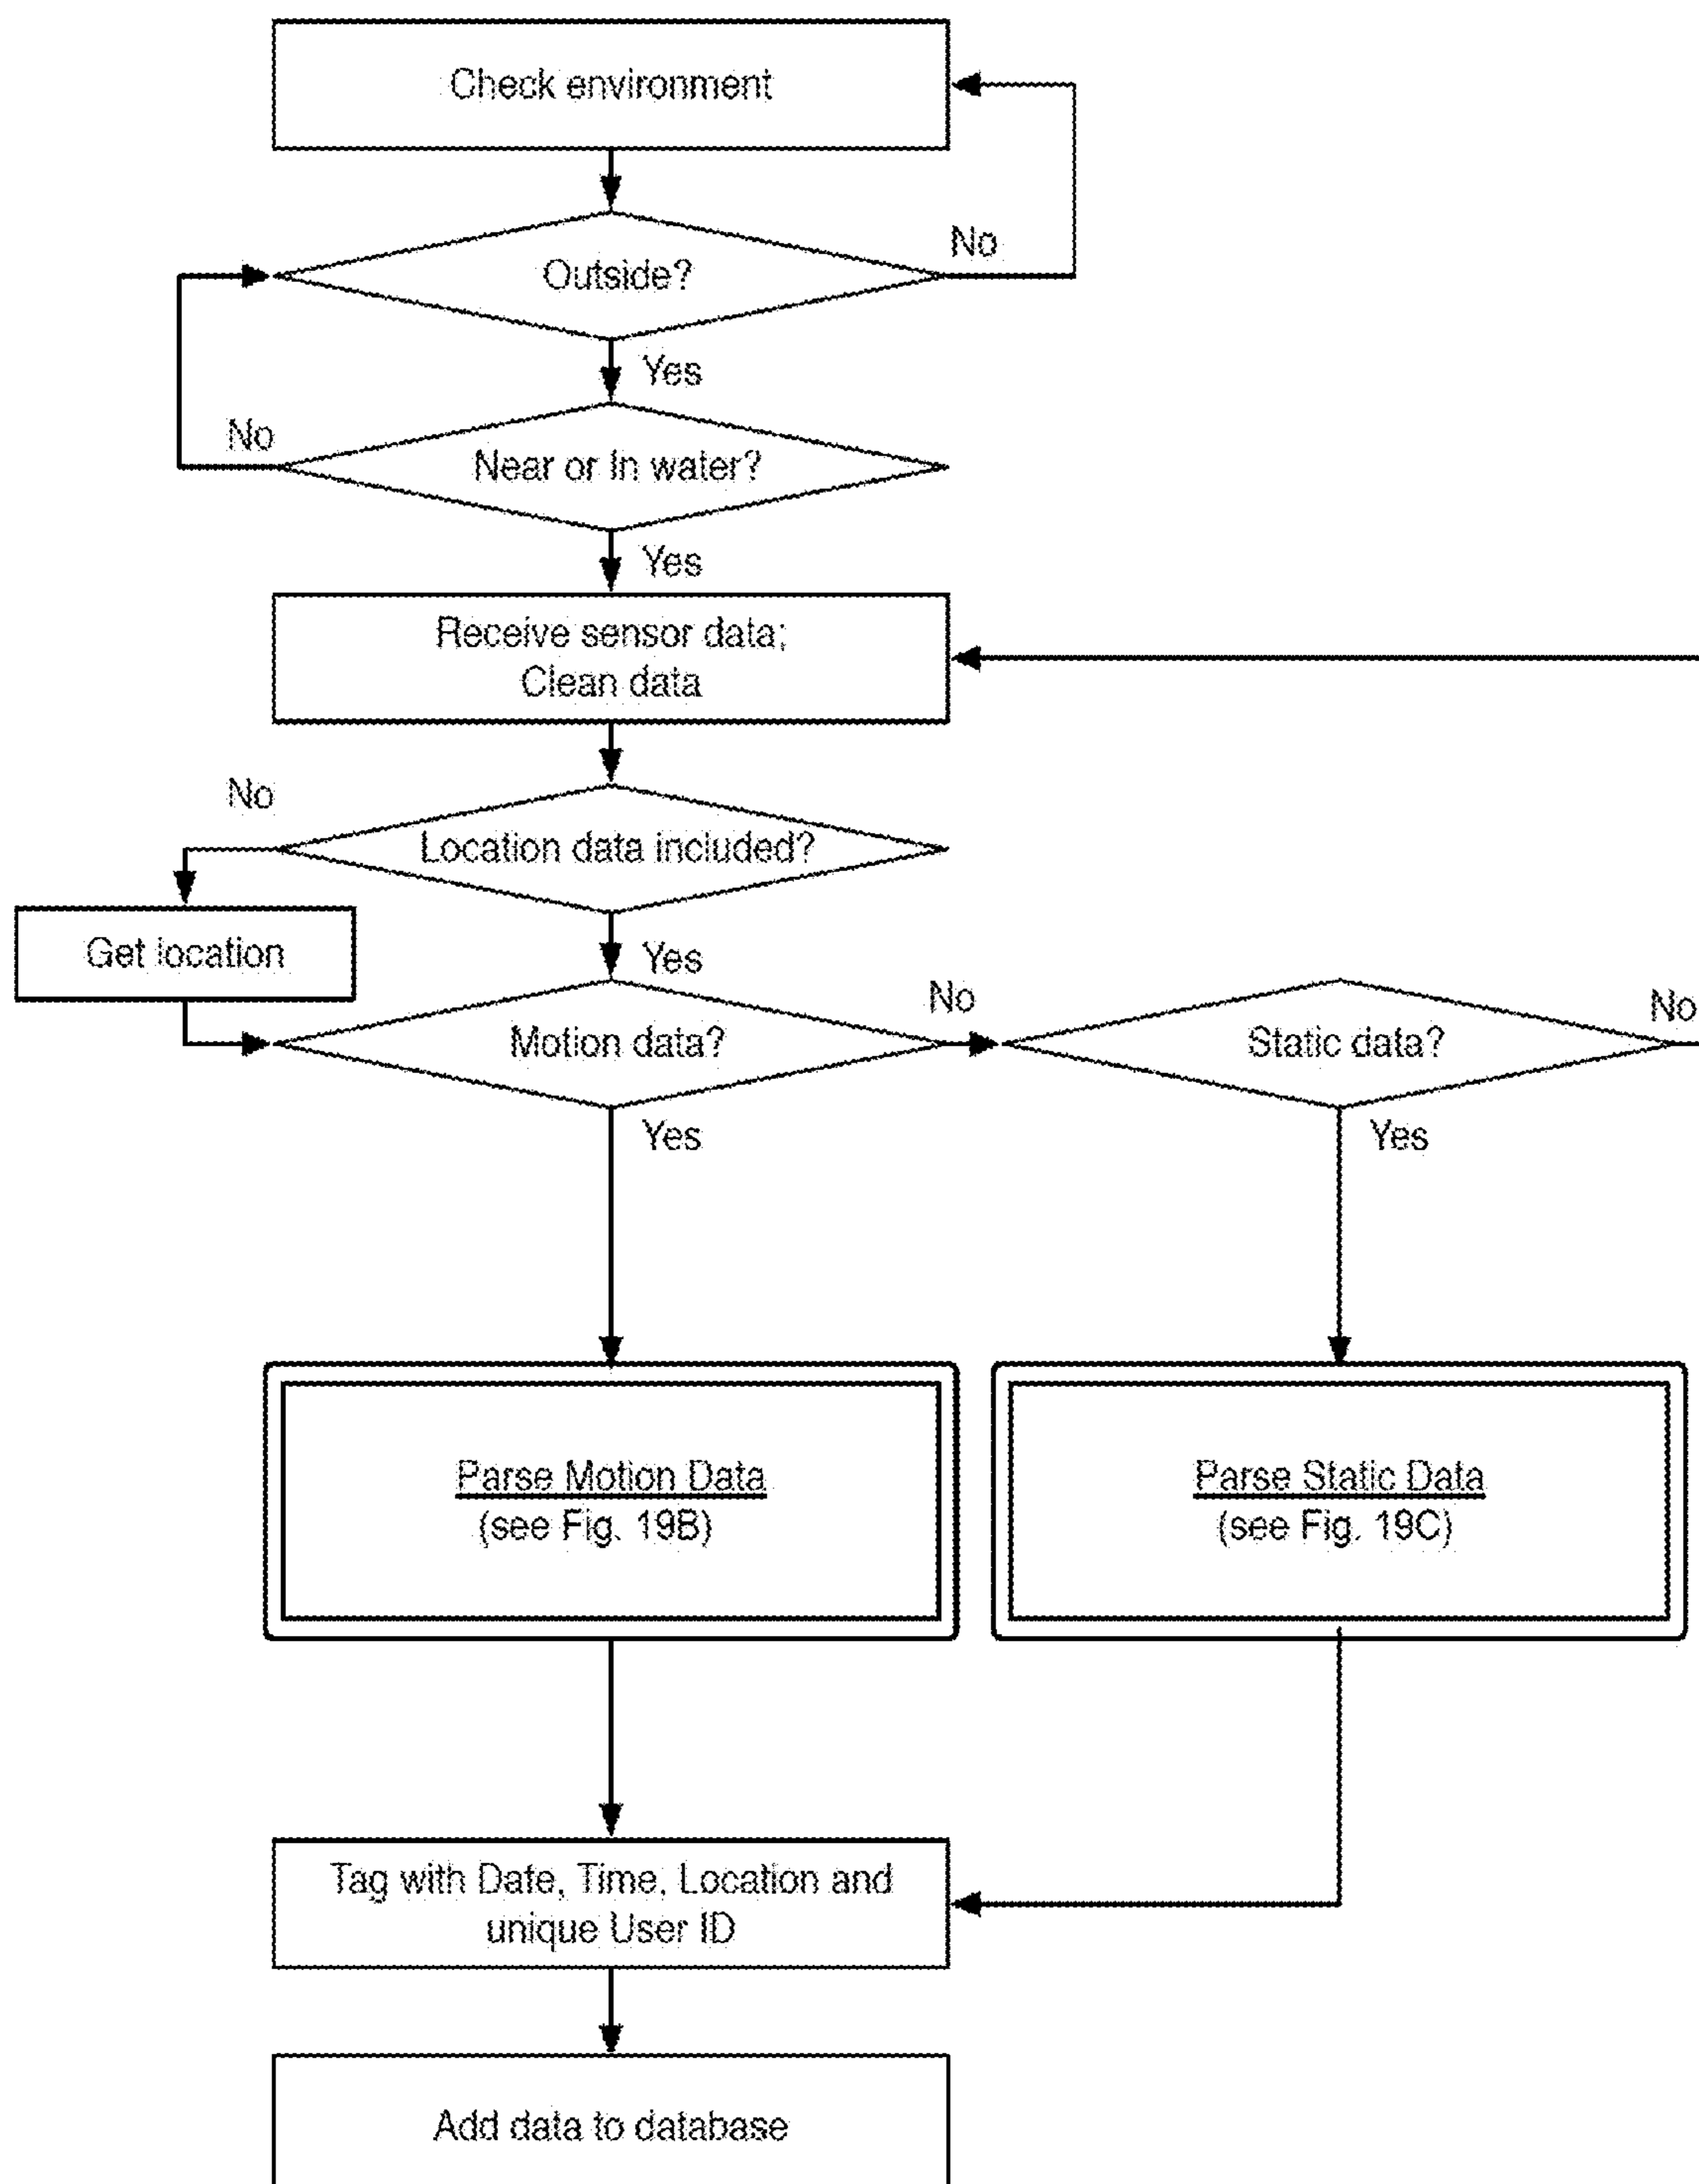 Check environment
No
Outside?
Yes
No
Near or In water?
Yes
Receive sensor data;
Clean data
No
Location data included?
Get location
Yes
No
No
Motion data?
Static data?
Yes
Yes
Parse Motion Data
(see Fig. 19B)
Parse Static Data
(see Fig. 19C)
Tag with Date, Time, Location and
unique User ID
Add data to database